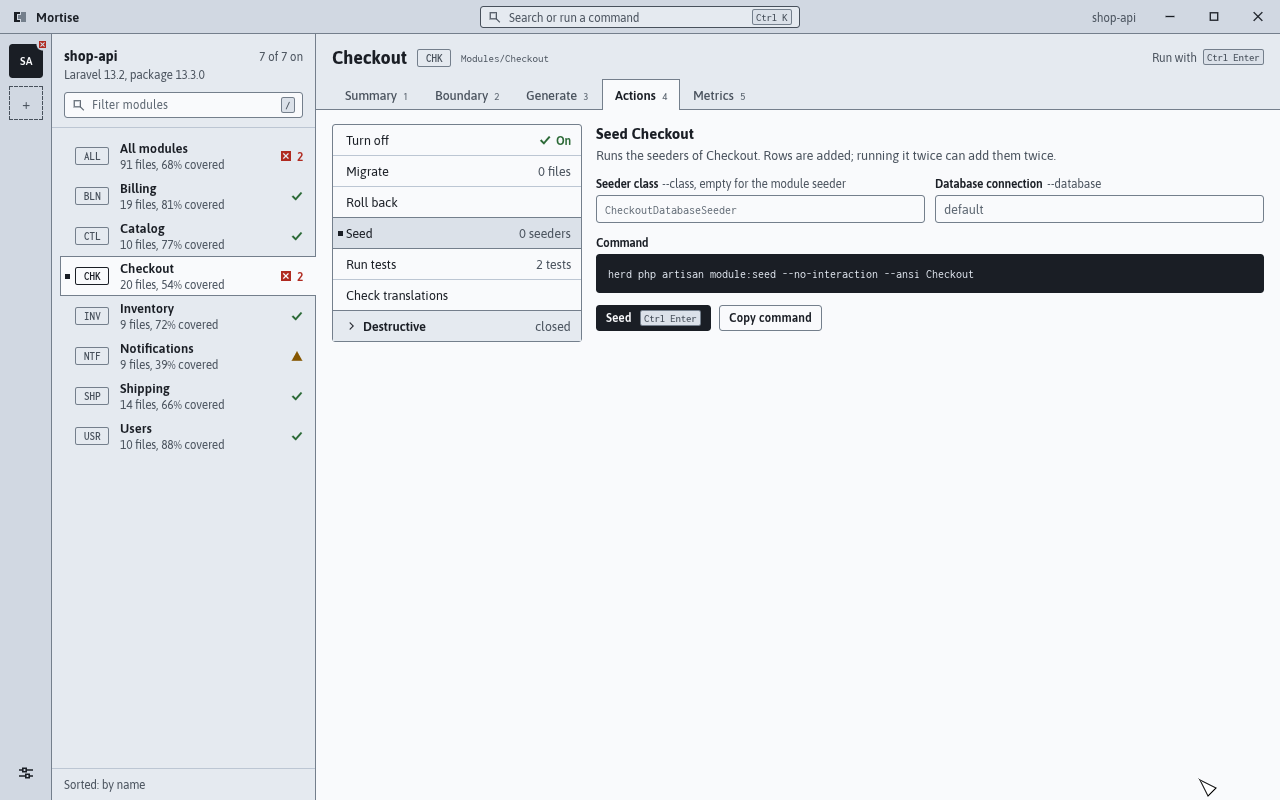 Mortise
Search or run a command
Ctrl K
shop-api
SA
+
shop-api
7 of 7 on
Laravel 13.2, package 13.3.0
Filter modules
/
ALL
All modules
91 files, 68% covered
2
BLN
Billing
19 files, 81% covered
CTL
Catalog
10 files, 77% covered
CHK
Checkout
20 files, 54% covered
2
INV
Inventory
9 files, 72% covered
NTF
Notifications
9 files, 39% covered
SHP
Shipping
14 files, 66% covered
USR
Users
10 files, 88% covered
Sorted: by name
Checkout
CHK
Modules/Checkout
Run with
Ctrl Enter
Summary 1
Boundary 2
Generate 3
Actions 4
Metrics 5
Turn off
On
Migrate
0 files
Roll back
Seed
0 seeders
Run tests
2 tests
Check translations
Destructive
closed
Seed Checkout
Runs the seeders of Checkout. Rows are added; running it twice can add them twice.
Seeder class --class, empty for the module seeder
CheckoutDatabaseSeeder
Database connection --database
default
Command
herd php artisan module:seed --no-interaction --ansi Checkout
Seed
Ctrl Enter
Copy command